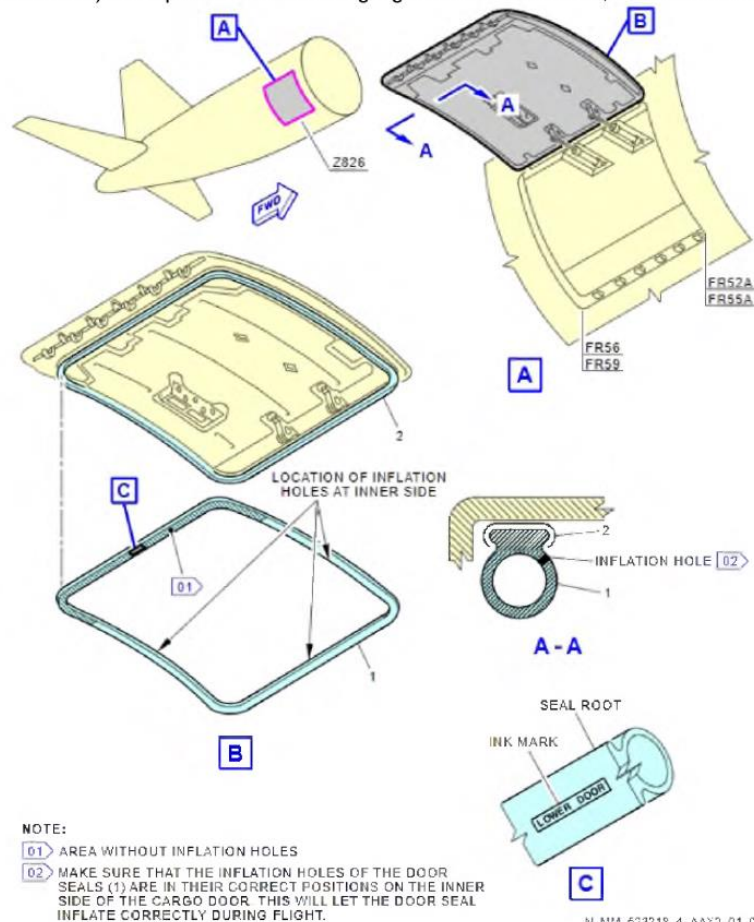 A
B
A
A
Z826
FWD
FR52A
FR55A
FR56
FR59
A
2
LOCATION OF INFLATION
HOLES AT INNER SIDE
C
01
2
INFLATION HOLE 02
1
A-A
1
B
SEAL ROOT
INK MARK
LOWER DOOR
C
NOTE:
01 AREA WITHOUT INFLATION HOLES
02 MAKE SURE THAT THE INFLATION HOLES OF THE DOOR
SEALS (1) ARE IN THEIR CORRECT POSITIONS ON THE INNER
SIDE OF THE CARGO DOOR. THIS WILL LET THE DOOR SEAL
INFLATE CORRECTLY DURING FLIGHT.